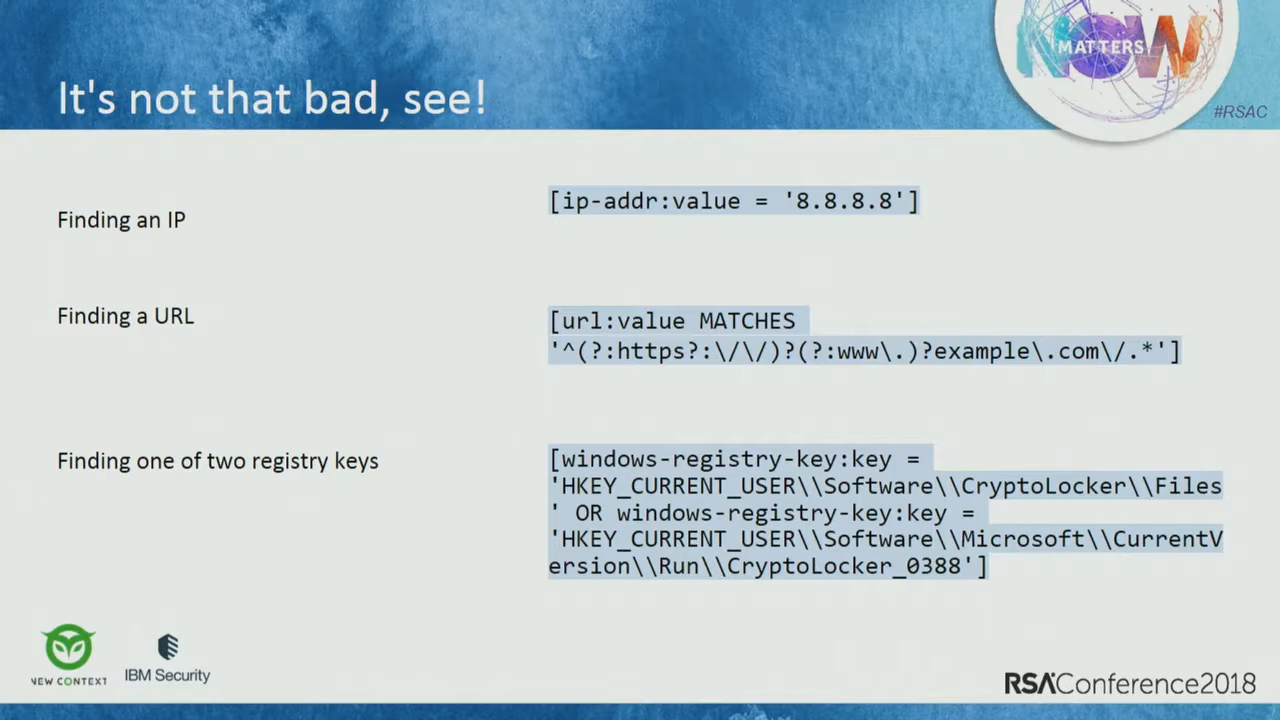 NOW
MATTERS
#RSAC
It's not that bad, see!
Finding an IP
[ip-addr:value = '8.8.8.8']
Finding a URL
[url:value MATCHES
'^(?:https?:\/\/)?(?:www\.)?example\.com\/.*']
Finding one of two registry keys
[windows-registry-key:key =
'HKEY_CURRENT_USER\\Software\\CryptoLocker\\Files
' OR windows-registry-key:key =
'HKEY_CURRENT_USER\\Software\\Microsoft\\CurrentV
ersion\\Run\\CryptoLocker_0388']
NEW CONTEXT
IBM Security
RSAConference2018